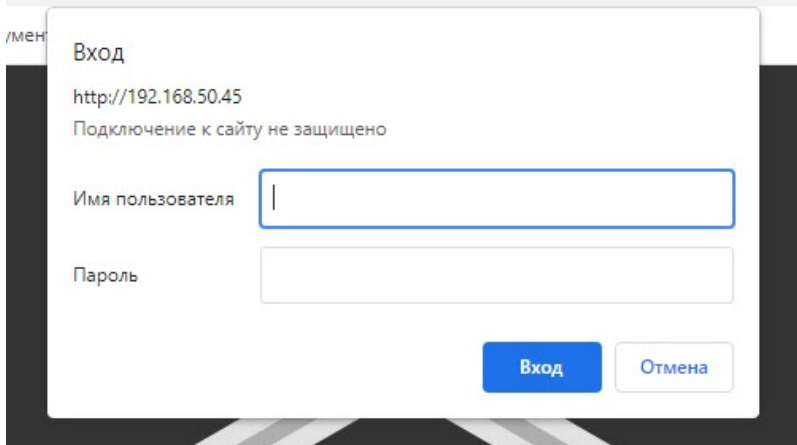 Вход
http://192.168.50.45
Подключение к сайту не защищено
Имя пользователя
Пароль
Вход Отмена